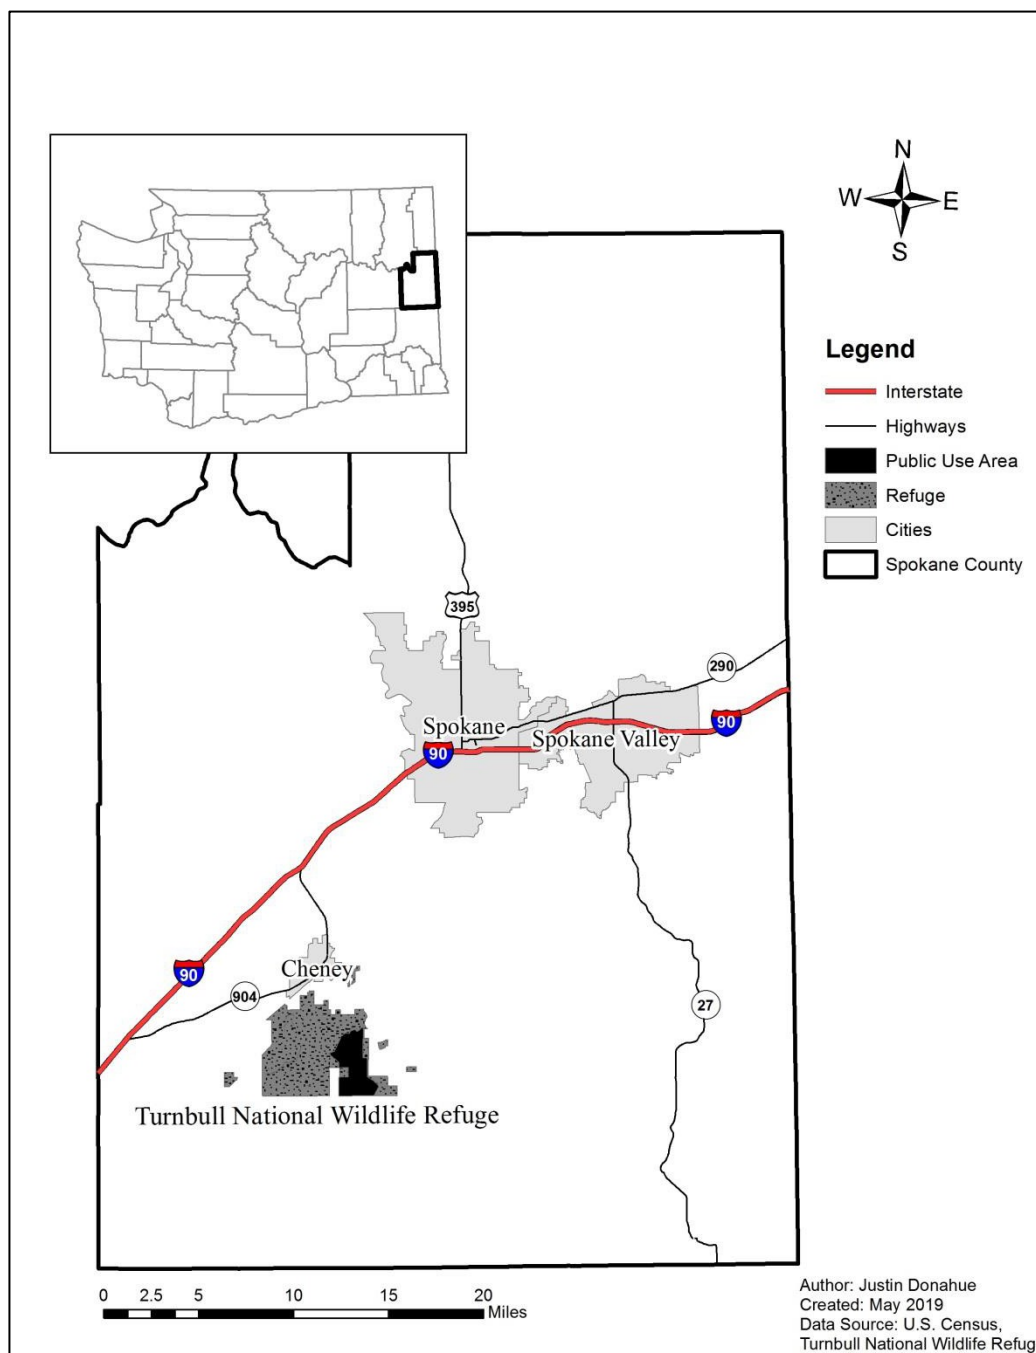 N
W E
S
Legend
Interstate
Highways
Public Use Area
Refuge
Cities
Spokane County
395
290
90
Spokane
Spokane Valley
90
90
Cheney
904
27
Turnbull National Wildlife Refuge
0 2.5 5 10 15 20
Miles
Author: Justin Donahue
Created: May 2019
Data Source: U.S. Census,
Turnbull National Wildlife Refug